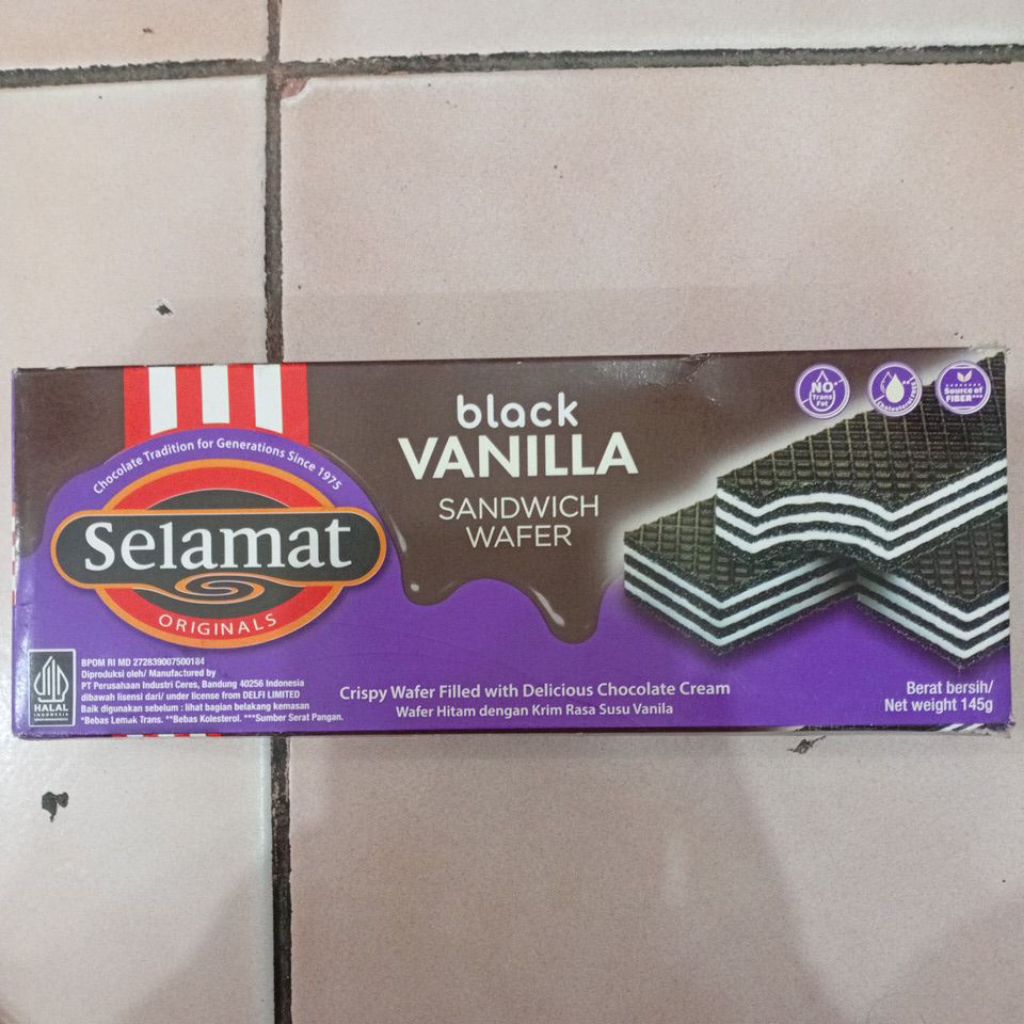 Chocolate Tradition for Generations Since 1975
Selamat
ORIGINALS
black
VANILLA
SANDWICH
WAFER
NO
Trans
Fat
Source of
FIBER***
HALAL
INDONESIA
BPOM RI MD 272839007500184
Diproduksi oleh/ Manufactured by
PT Perusahaan Industri Ceres, Bandung 40256 Indonesia
dibawah lisensi dari/ under license from DELFI LIMITED
Baik digunakan sebelum : lihat bagian belakang kemasan
*Bebas Lemak Trans. **Bebas Kolesterol. ***Sumber Serat Pangan.
Crispy Wafer Filled with Delicious Chocolate Cream
Wafer Hitam dengan Krim Rasa Susu Vanila
Berat bersih/
Net weight 145g